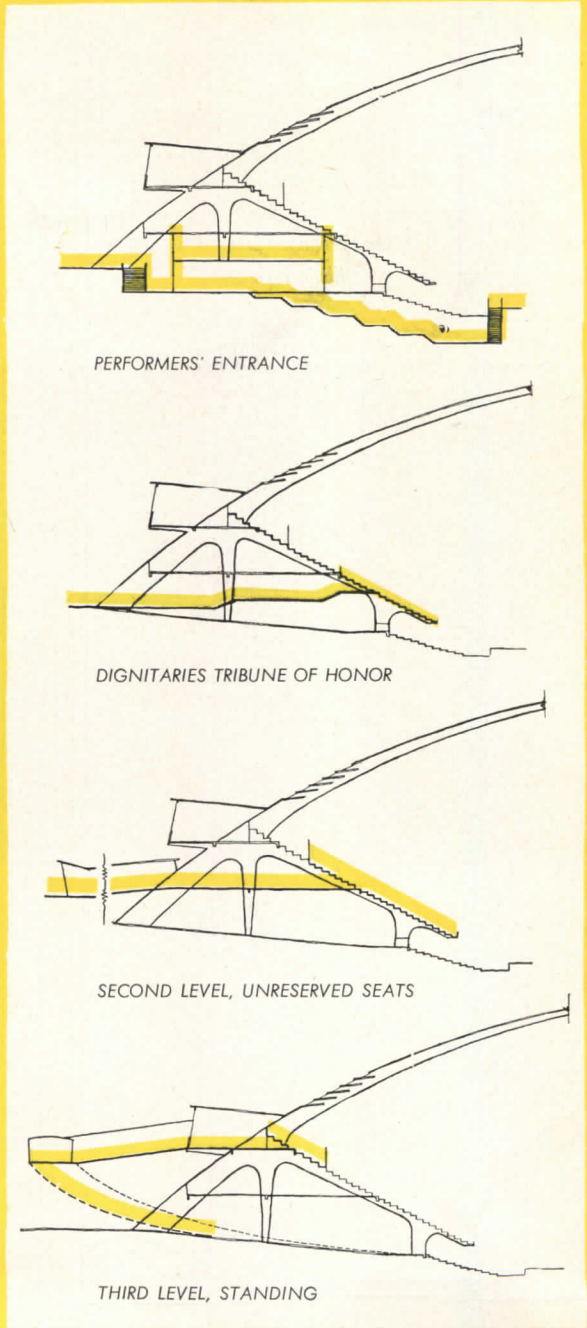 PERFORMERS' ENTRANCE
DIGNITARIES TRIBUNE OF HONOR
SECOND LEVEL, UNRESERVED SEATS
THIRD LEVEL, STANDING